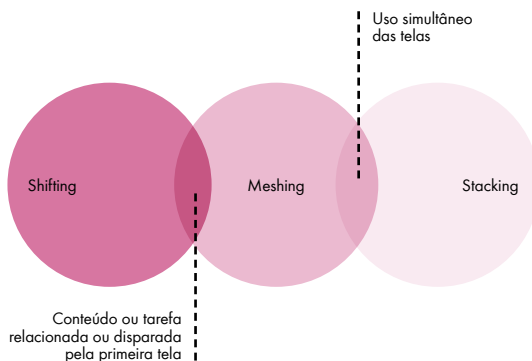 Uso simultâneo
das telas
Shifting
Meshing
Stacking
Conteúdo ou tarefa
relacionada ou disparada
pela primeira tela